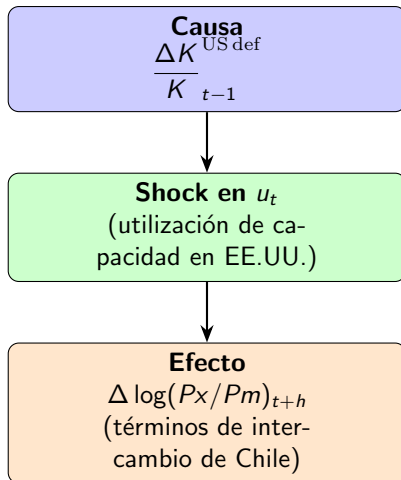 Causa
ΔK/K t−1 US def
Shock en u_t
(utilización de ca-
pacidad en EE.UU.)
Efecto
Δ log(Px/Pm)_{t+h}
(términos de inter-
cambio de Chile)